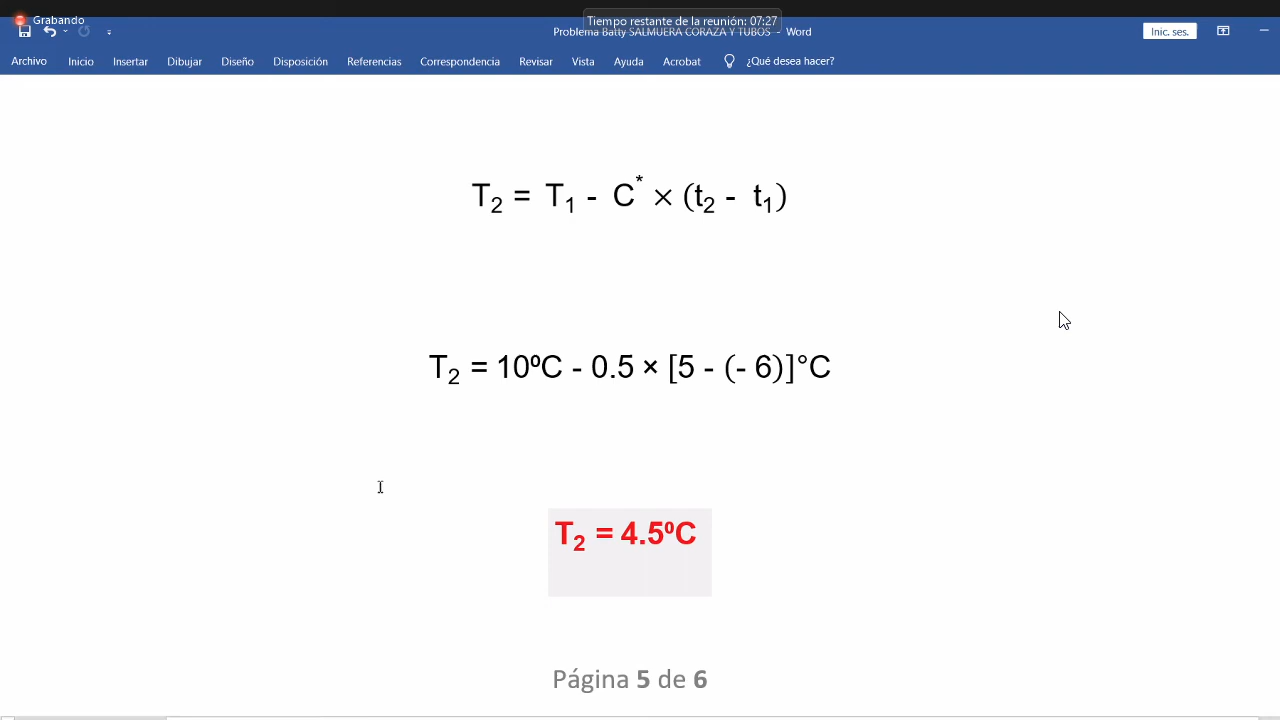 Grabando
Tiempo restante de la reunión: 07:27
Problema Batty SALMUERA CORAZA Y TUBOS - Word
Inic. ses.
Archivo Inicio Insertar Dibujar Diseño Disposición Referencias Correspondencia Revisar Vista Ayuda Acrobat ¿Qué desea hacer?
T₂ = T₁ - C* × (t₂ - t₁)
T₂ = 10ºC - 0.5 × [5 - (- 6)]°C
T₂ = 4.5ºC
Página 5 de 6